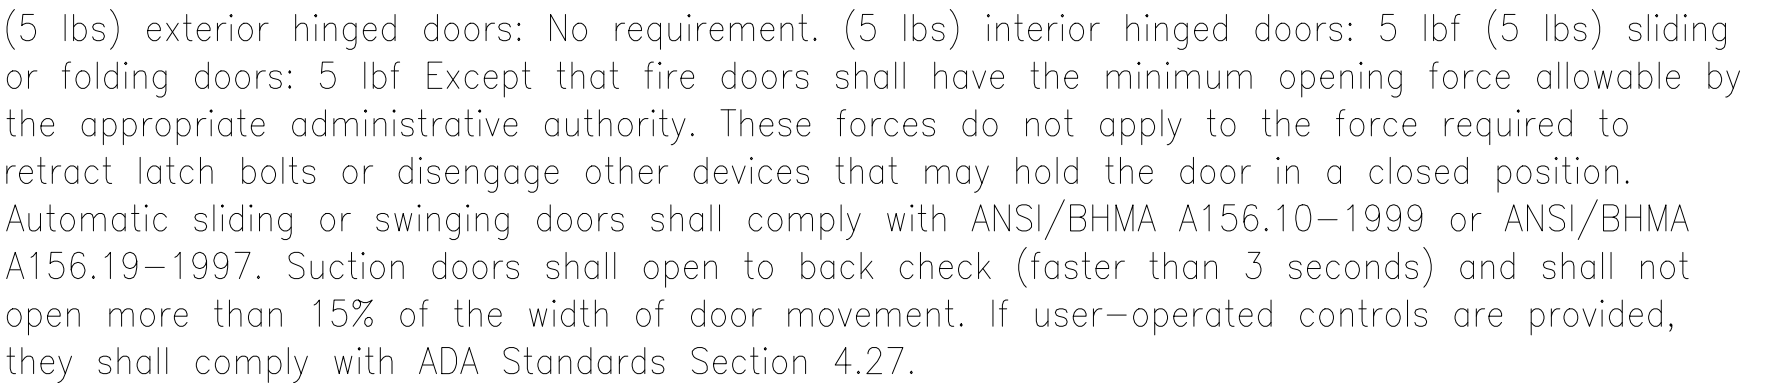 (5 lbs) exterior hinged doors: No requirement. (5 lbs) interior hinged doors: 5 lbf (5 lbs) sliding
or folding doors: 5 lbf Except that fire doors shall have the minimum opening force allowable by
the appropriate administrative authority. These forces do not apply to the force required to
retract latch bolts or disengage other devices that may hold the door in a closed position.
Automatic sliding or swinging doors shall comply with ANSI/BHMA A156.10-1999 or ANSI/BHMA
A156.19-1997. Suction doors shall open to back check (faster than 3 seconds) and shall not
open more than 15% of the width of door movement. If user-operated controls are provided,
they shall comply with ADA Standards Section 4.27.